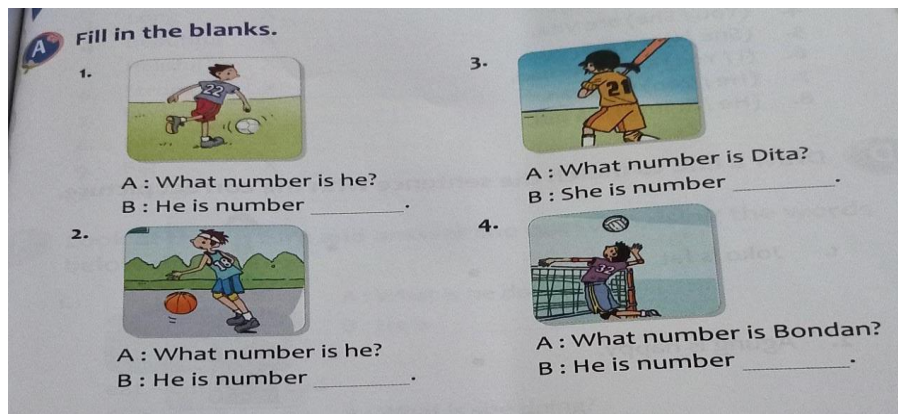 A Fill in the blanks.
1.
22
A : What number is he?
B : He is number ________.
2.
18
A : What number is he?
B : He is number ________.
3.
21
A : What number is Dita?
B : She is number ________.
4.
32
A : What number is Bondan?
B : He is number ________.